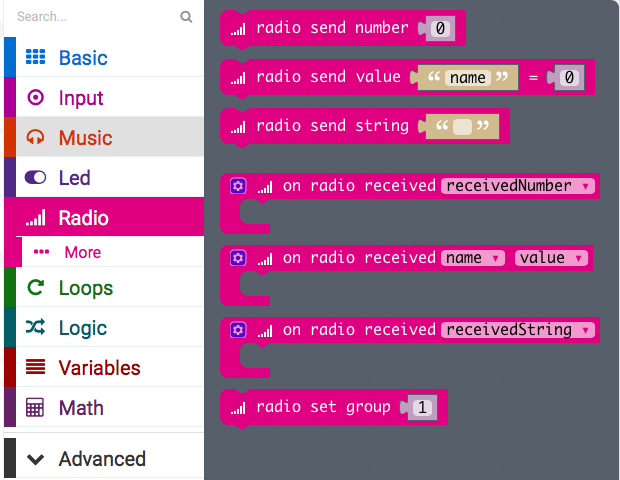 Search...
Basic
Input
Music
Led
Radio
More
Loops
Logic
Variables
Math
Advanced
radio send number 0
radio send value “ name ” = 0
radio send string “ ”
on radio received receivedNumber
on radio received name value
on radio received receivedString
radio set group 1